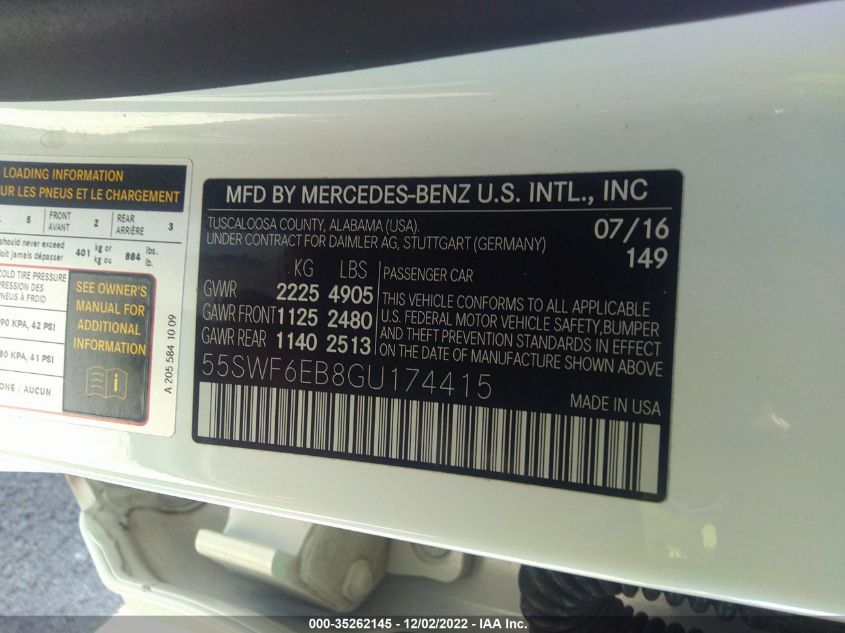 LOADING INFORMATION
UR LES PNEUS ET LE CHARGEMENT
5 FRONT AVANT 2 REAR ARRIÈRE 3
should never exceed 401 kg or 884 lbs.
oit jamais dépasser kg ou lb.
COLD TIRE PRESSURE
PRESSION DES
NEUS À FROID
90 KPA, 42 PSI
80 KPA, 41 PSI
ONE / AUCUN
SEE OWNER'S
MANUAL FOR
ADDITIONAL
INFORMATION
A 205 584 10 09
MFD BY MERCEDES-BENZ U.S. INTL., INC
TUSCALOOSA COUNTY, ALABAMA (USA). 07/16
UNDER CONTRACT FOR DAIMLER AG, STUTTGART (GERMANY) 149
KG LBS
GVWR 2225 4905
GAWR FRONT 1125 2480
GAWR REAR 1140 2513
PASSENGER CAR
THIS VEHICLE CONFORMS TO ALL APPLICABLE
U.S. FEDERAL MOTOR VEHICLE SAFETY, BUMPER
AND THEFT PREVENTION STANDARDS IN
EFFECT ON THE DATE OF
MANUFACTURE SHOWN ABOVE
55SWF6EB8GU174415
MADE IN USA
000-35262145 - 12/02/2022 - IAA Inc.